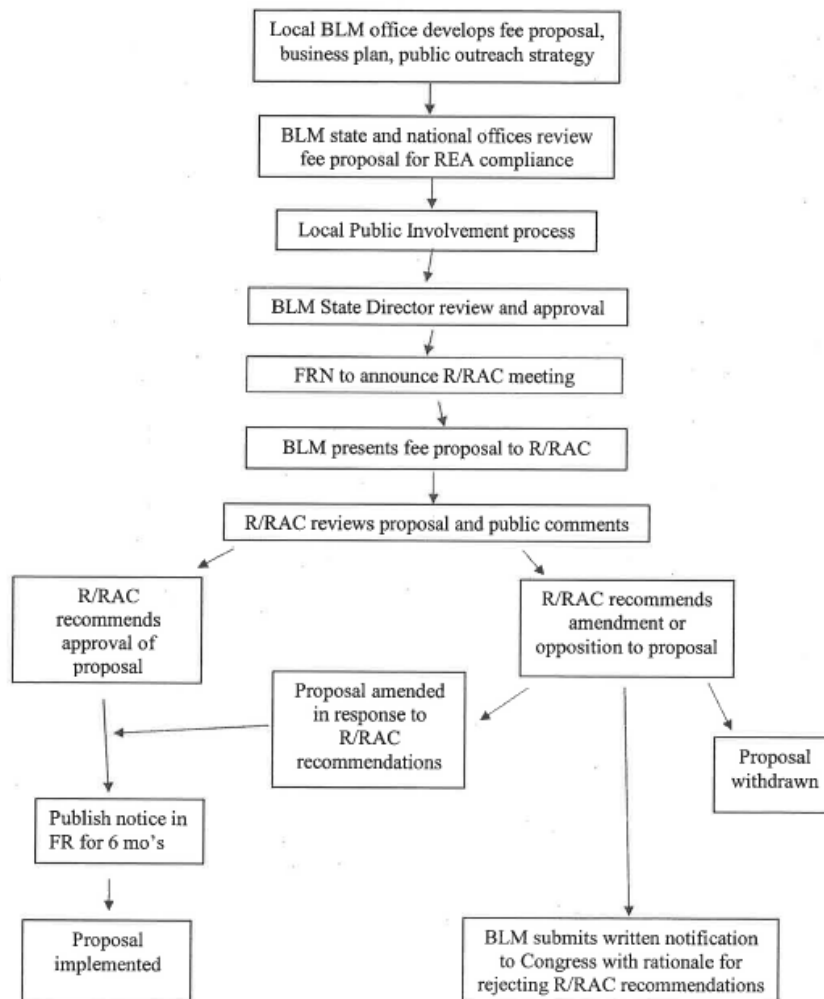 Local BLM office develops fee proposal,
business plan, public outreach strategy
BLM state and national offices review
fee proposal for REA compliance
Local Public Involvement process
BLM State Director review and approval
FRN to announce R/RAC meeting
BLM presents fee proposal to R/RAC
R/RAC reviews proposal and public comments
R/RAC
recommends
approval of
proposal
R/RAC recommends
amendment or
opposition to proposal
Proposal amended
in response to
R/RAC
recommendations
Proposal
withdrawn
Publish notice in
FR for 6 mo's
Proposal
implemented
BLM submits written notification
to Congress with rationale for
rejecting R/RAC recommendations